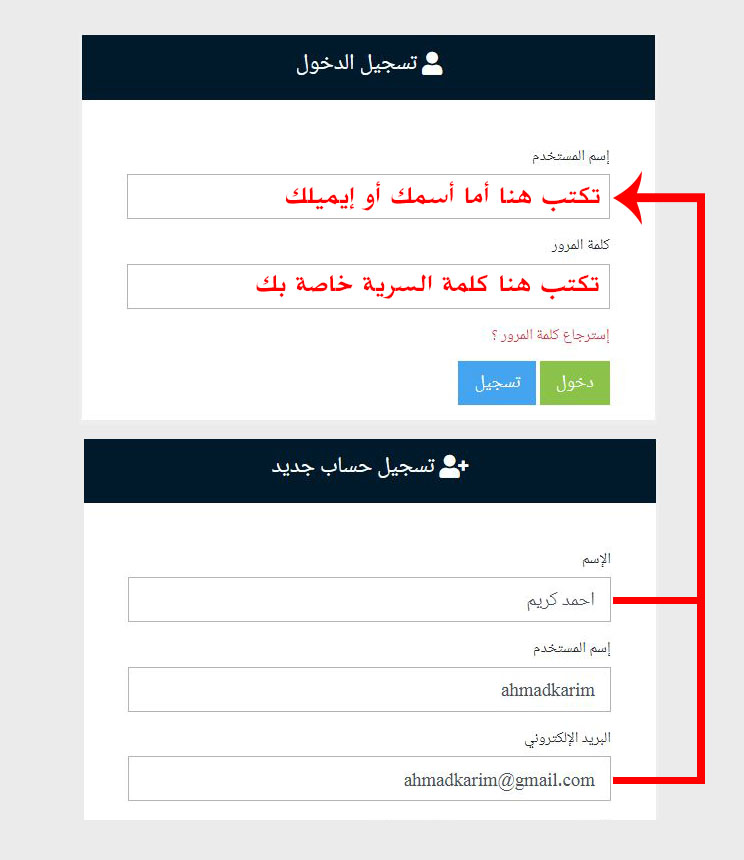 تسجيل الدخول
إسم المستخدم
تكتب هنا أما أسمك أو إيميلك
كلمة المرور
تكتب هنا كلمة السرية خاصة بك
إسترجاع كلمة المرور ؟
دخول تسجيل
تسجيل حساب جديد
الإسم
احمد كريم
إسم المستخدم
ahmadkarim
البريد الإلكتروني
ahmadkarim@gmail.com